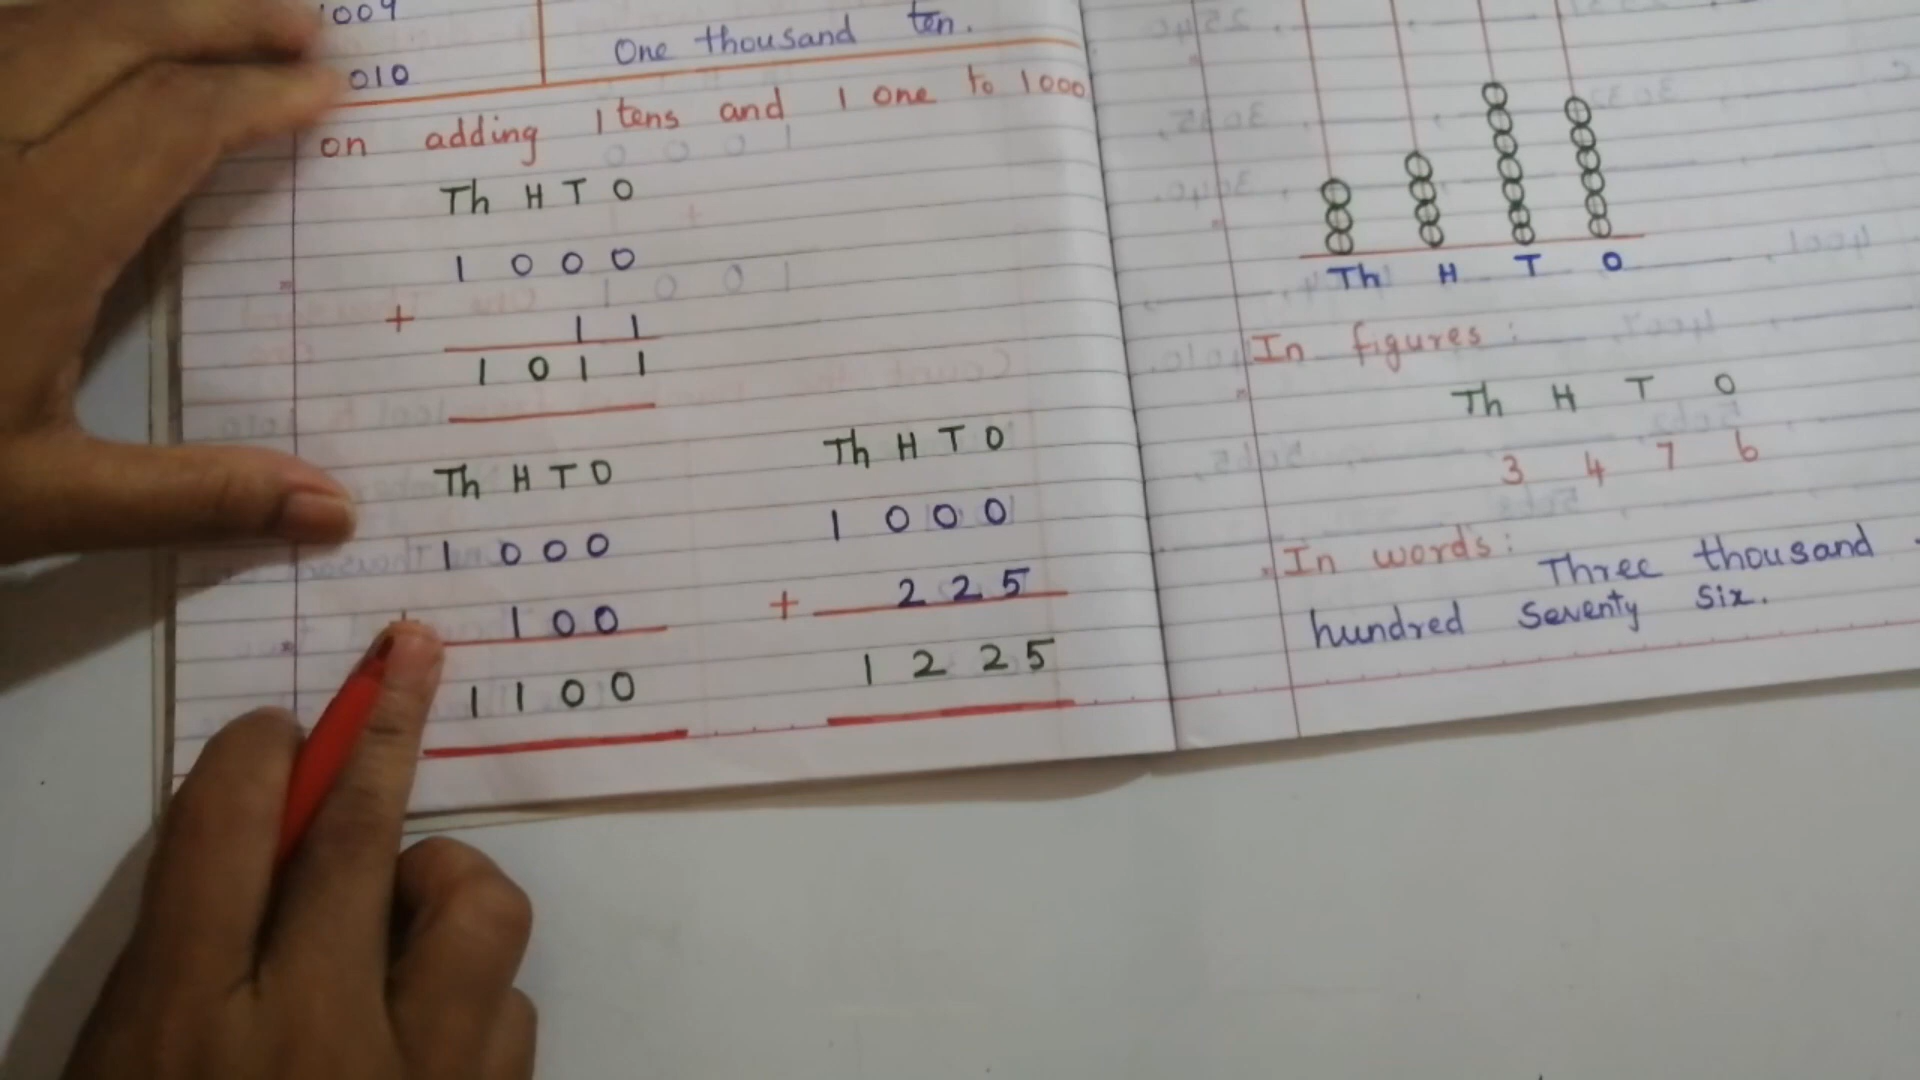 1009
010
One thousand ten.
on adding 1 tens and 1 one to 1000
Th H T O
1 0 0 0
+ 1 1
1 0 1 1
Th H T O
1 0 0 0
+ 1 0 0
1 1 0 0
Th H T O
1 0 0 0
+ 2 2 5
1 2 2 5
Th H T O
In figures :
Th H T O
3 4 7 6
In words :
Three thousand
hundred Seventy Six.